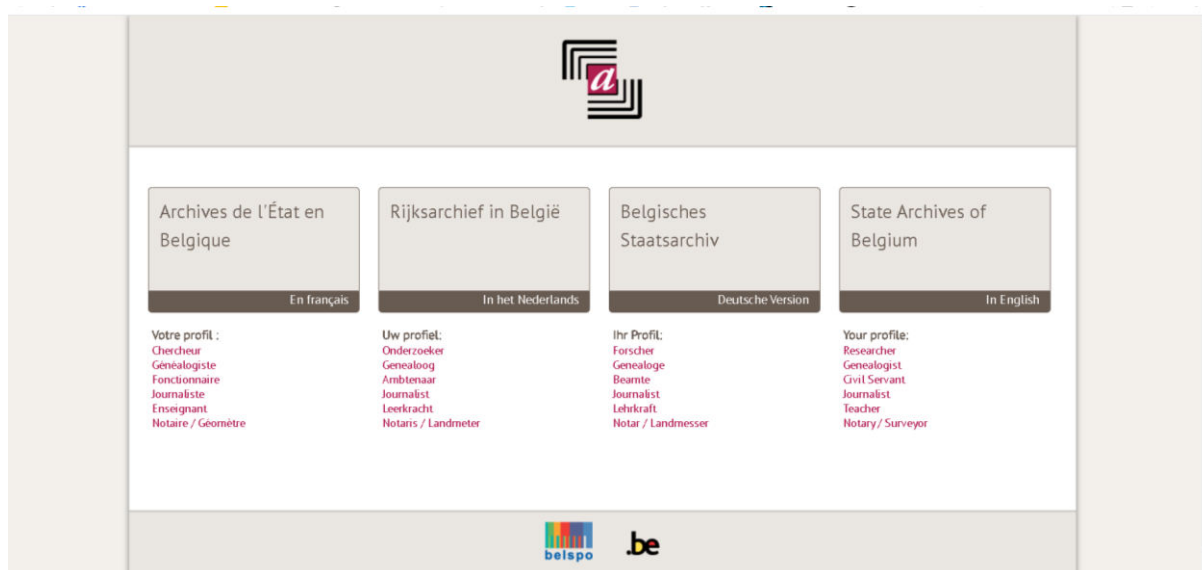 a
Archives de l'État en
Belgique
En français
Rijksarchief in België
In het Nederlands
Belgisches
Staatsarchiv
Deutsche Version
State Archives of
Belgium
In English
Votre profil :
Chercheur
Généalogiste
Fonctionnaire
Journaliste
Enseignant
Notaire / Géomètre
Uw profiel:
Onderzoeker
Genealoog
Ambtenaar
Journalist
Leerkracht
Notaris / Landmeter
Ihr Profil:
Forscher
Genealoge
Beamte
Journalist
Lehrkraft
Notar / Landmesser
Your profile:
Researcher
Genealogist
Civil Servant
Journalist
Teacher
Notary / Surveyor
belspo
.be